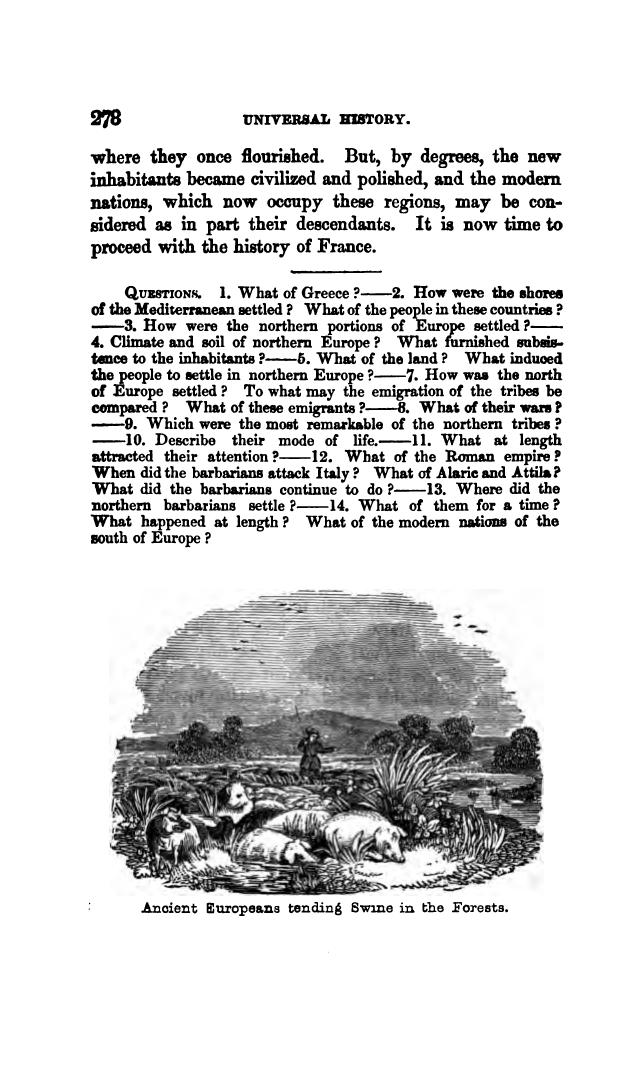 278 UNIVERSAL HISTORY.
where they once flourished. But, by degrees, the new
inhabitants became civilized and polished, and the modern
nations, which now occupy these regions, may be con-
sidered as in part their descendants. It is now time to
proceed with the history of France.
QUESTIONS. 1. What of Greece?——2. How were the shores
of the Mediterranean settled? What of the people in these countries?
——3. How were the northern portions of Europe settled?——
4. Climate and soil of northern Europe? What furnished subsis-
tence to the inhabitants?——5. What of the land? What induced
the people to settle in northern Europe?——7. How was the north
of Europe settled? To what may the emigration of the tribes be
compared? What of these emigrants?——8. What of their wars?
——9. Which were the most remarkable of the northern tribes?
——10. Describe their mode of life.——11. What at length
attracted their attention?——12. What of the Roman empire?
When did the barbarians attack Italy? What of Alaric and Attila?
What did the barbarians continue to do?——13. Where did the
northern barbarians settle?——14. What of them for a time?
What happened at length? What of the modern nations of the
south of Europe?
Ancient Europeans tending Swine in the Forests.